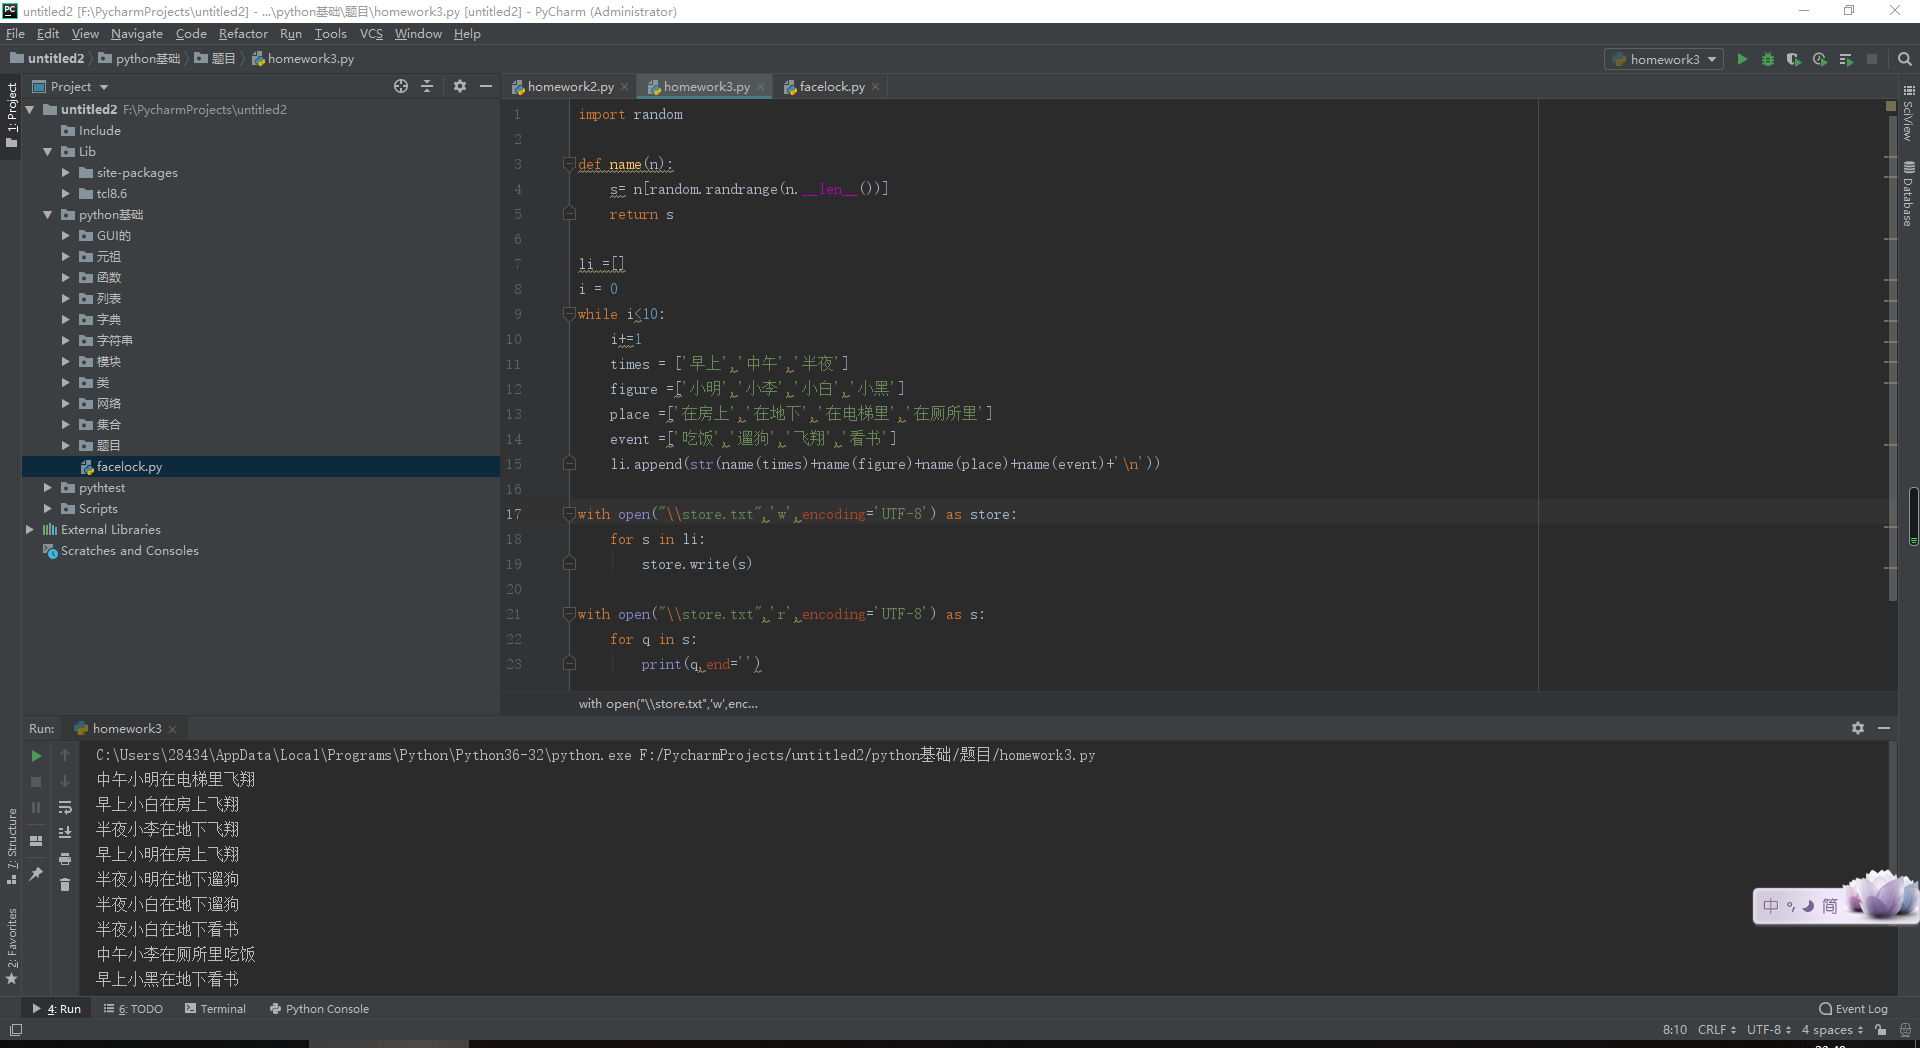 untitled2 [F:\PycharmProjects\untitled2] - ...\python基础\题目\homework3.py [untitled2] - PyCharm (Administrator)
File Edit View Navigate Code Refactor Run Tools VCS Window Help
untitled2 python基础 题目 homework3.py homework3
Project
homework2.py homework3.py facelock.py
1: Project
untitled2 F:\PycharmProjects\untitled2
Include
Lib
site-packages
tcl8.6
python基础
GUI的
元祖
函数
列表
字典
字符串
模块
类
网络
集合
题目
facelock.py
pythtest
Scripts
External Libraries
Scratches and Consoles
1 import random
2
3 def name(n):
4 s= n[random.randrange(n.__len__())]
5 return s
6
7 li =[]
8 i = 0
9 while i<10:
10 i+=1
11 times = ['早上','中午','半夜']
12 figure =['小明','小李','小白','小黑']
13 place =['在房上','在地下','在电梯里','在厕所里']
14 event =['吃饭','遛狗','飞翔','看书']
15 li.append(str(name(times)+name(figure)+name(place)+name(event)+'\n'))
16
17 with open("\\store.txt",'w',encoding='UTF-8') as store:
18 for s in li:
19 store.write(s)
20
21 with open("\\store.txt",'r',encoding='UTF-8') as s:
22 for q in s:
23 print(q,end='')
with open("\\store.txt",'w',enc...
SciView
Database
Run: homework3
C:\Users\28434\AppData\Local\Programs\Python\Python36-32\python.exe F:/PycharmProjects/untitled2/python基础/题目/homework3.py
中午小明在电梯里飞翔
早上小白在房上飞翔
半夜小李在地下飞翔
早上小明在房上飞翔
半夜小明在地下遛狗
半夜小白在地下遛狗
半夜小白在地下看书
中午小李在厕所里吃饭
早上小黑在地下看书
7: Structure
2: Favorites
中 简
4: Run 6: TODO Terminal Python Console Event Log
8:10 CRLF UTF-8 4 spaces